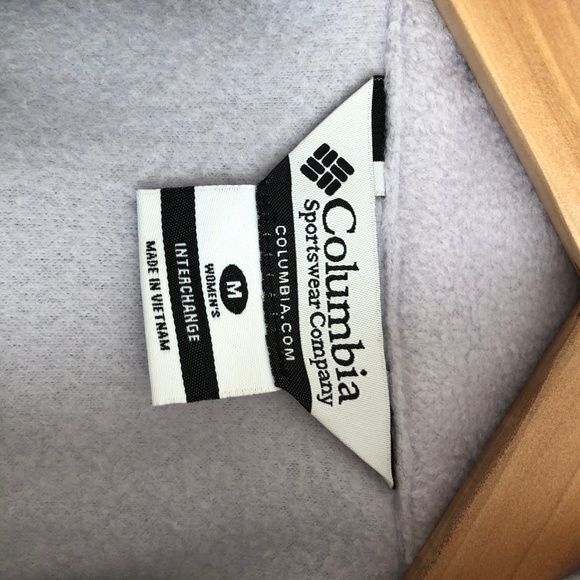 Columbia
Sportswear Company
COLUMBIA.COM
M
WOMEN'S
INTERCHANGE
MADE IN VIETNAM